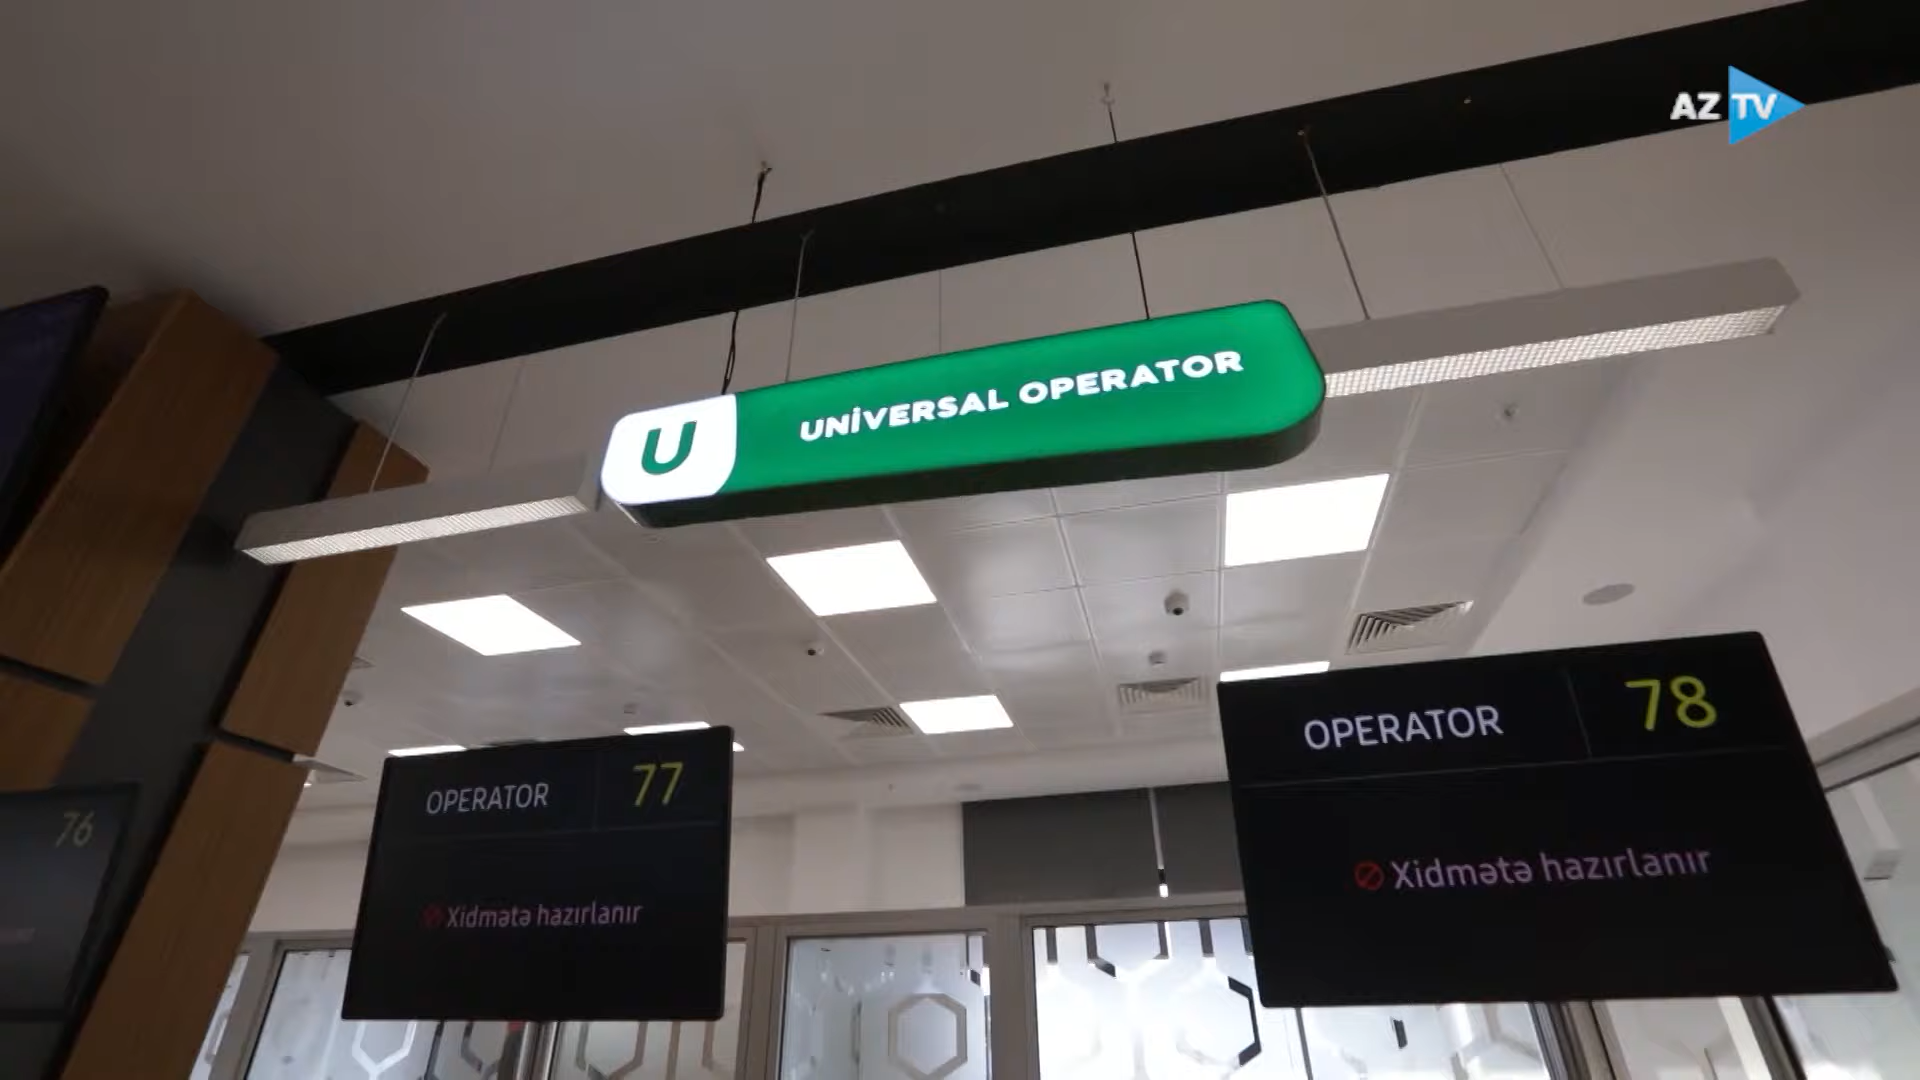 AZ TV
U
UNİVERSAL OPERATOR
OPERATOR 78
Xidmətə hazırlanır
OPERATOR 77
Xidmətə hazırlanır
76